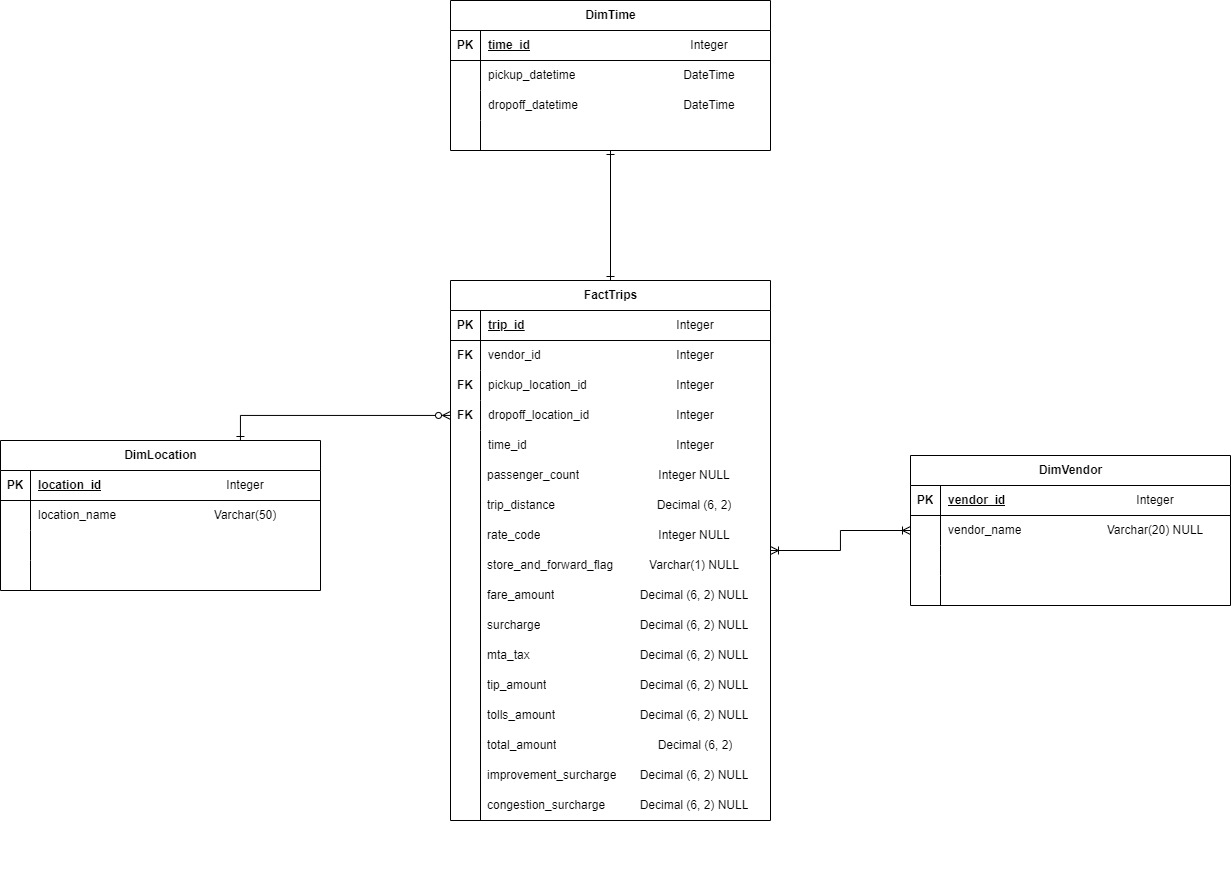 DimTime
PK time_id Integer
pickup_datetime DateTime
dropoff_datetime DateTime
FactTrips
PK trip_id Integer
FK vendor_id Integer
FK pickup_location_id Integer
FK dropoff_location_id Integer
time_id Integer
passenger_count Integer NULL
trip_distance Decimal (6, 2)
rate_code Integer NULL
store_and_forward_flag Varchar(1) NULL
fare_amount Decimal (6, 2) NULL
surcharge Decimal (6, 2) NULL
mta_tax Decimal (6, 2) NULL
tip_amount Decimal (6, 2) NULL
tolls_amount Decimal (6, 2) NULL
total_amount Decimal (6, 2)
improvement_surcharge Decimal (6, 2) NULL
congestion_surcharge Decimal (6, 2) NULL
DimLocation
PK location_id Integer
location_name Varchar(50)
DimVendor
PK vendor_id Integer
vendor_name Varchar(20) NULL